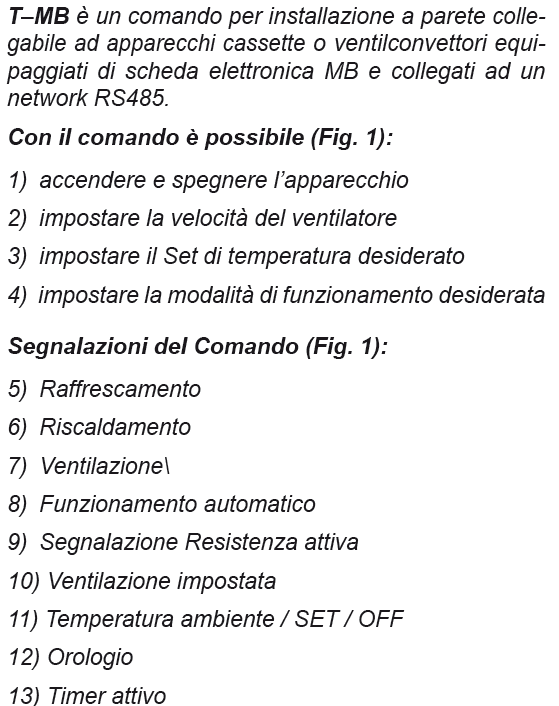 T–MB è un comando per installazione a parete colle-
gabile ad apparecchi cassette o ventilconvettori equi-
paggiati di scheda elettronica MB e collegati ad un
network RS485.
Con il comando è possibile (Fig. 1):
1) accendere e spegnere l'apparecchio
2) impostare la velocità del ventilatore
3) impostare il Set di temperatura desiderato
4) impostare la modalità di funzionamento desiderata
Segnalazioni del Comando (Fig. 1):
5) Raffrescamento
6) Riscaldamento
7) Ventilazione\
8) Funzionamento automatico
9) Segnalazione Resistenza attiva
10) Ventilazione impostata
11) Temperatura ambiente / SET / OFF
12) Orologio
13) Timer attivo